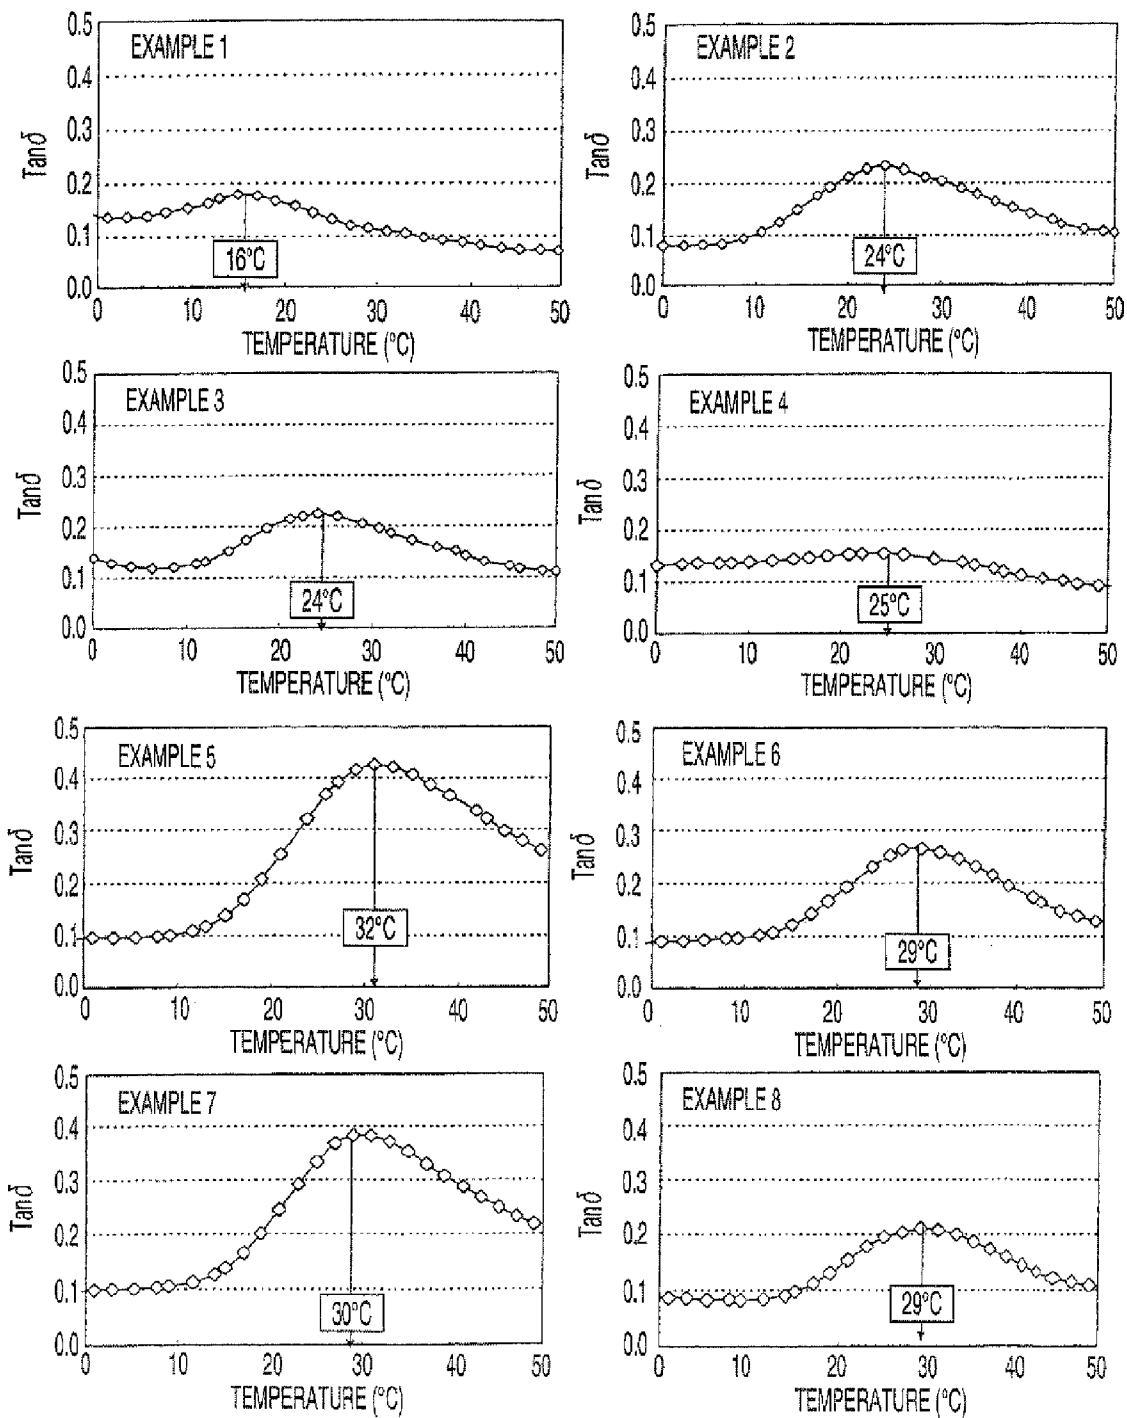 0.5
EXAMPLE 1
0.4
0.3
Tanδ
0.2
0.1
16°C
0.0
0 10 20 30 40 50
TEMPERATURE (°C)
0.5
EXAMPLE 2
0.4
0.3
Tanδ
0.2
0.1
24°C
0.0
0 10 20 30 40 50
TEMPERATURE (°C)
0.5
EXAMPLE 3
0.4
0.3
Tanδ
0.2
0.1
24°C
0.0
0 10 20 30 40 50
TEMPERATURE (°C)
0.5
EXAMPLE 4
0.4
0.3
Tanδ
0.2
0.1
25°C
0.0
0 10 20 30 40 50
TEMPERATURE (°C)
0.5
EXAMPLE 5
0.4
0.3
Tanδ
0.2
0.1
32°C
0.0
0 10 20 30 40 50
TEMPERATURE (°C)
0.5
EXAMPLE 6
0.4
0.3
Tanδ
0.2
0.1
29°C
0.0
0 10 20 30 40 50
TEMPERATURE (°C)
0.5
EXAMPLE 7
0.4
0.3
Tanδ
0.2
0.1
30°C
0.0
0 10 20 30 40 50
TEMPERATURE (°C)
0.5
EXAMPLE 8
0.4
0.3
Tanδ
0.2
0.1
29°C
0.0
0 10 20 30 40 50
TEMPERATURE (°C)